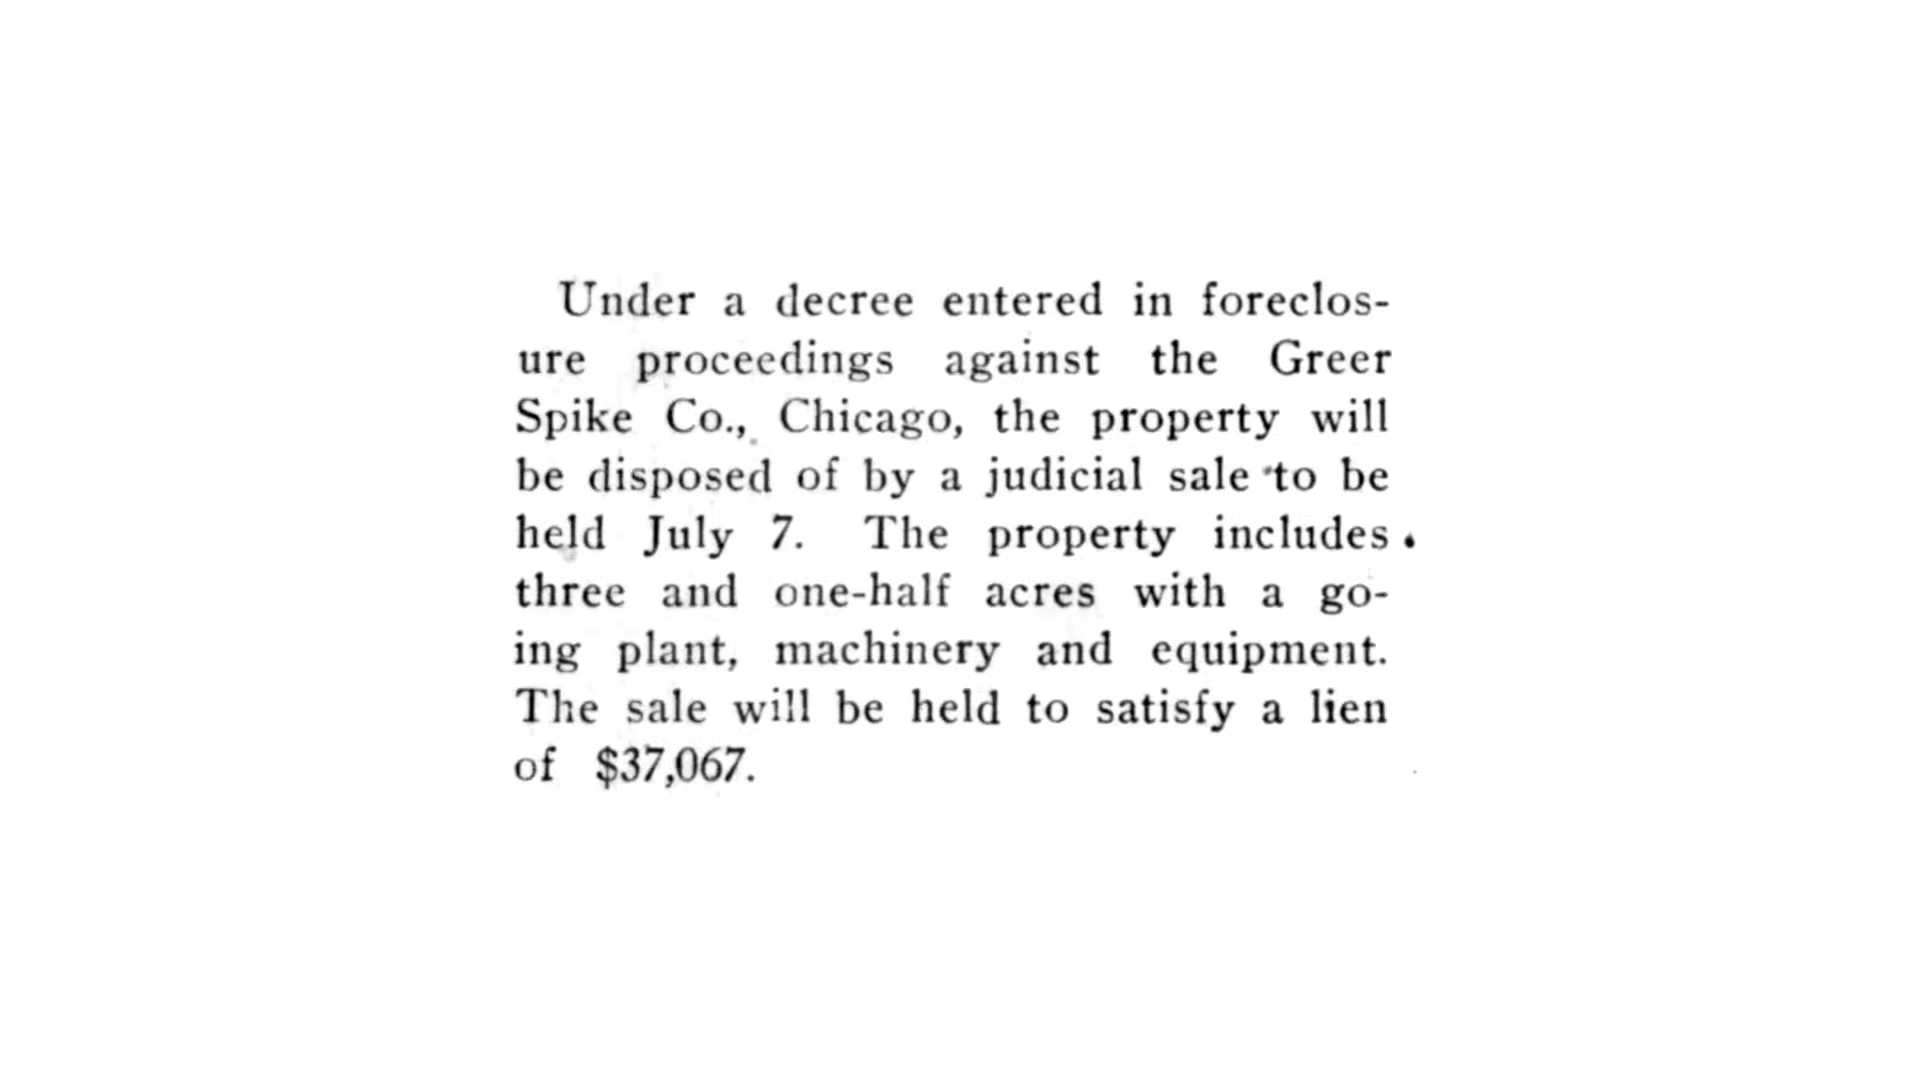 Under a decree entered in foreclos-
ure proceedings against the Greer
Spike Co., Chicago, the property will
be disposed of by a judicial sale to be
held July 7. The property includes
three and one-half acres with a go-
ing plant, machinery and equipment.
The sale will be held to satisfy a lien
of $37,067.